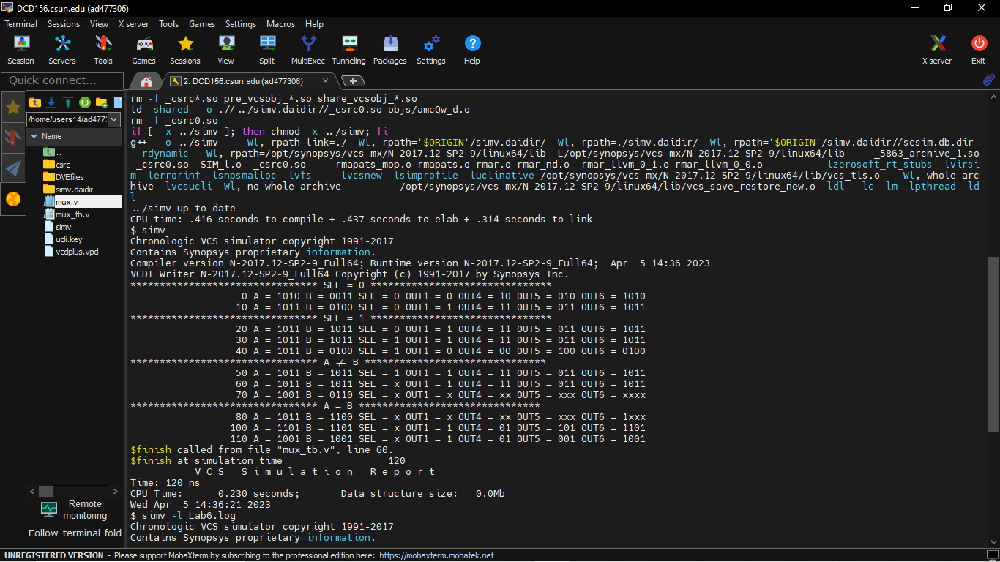 DCD156.csun.edu (ad477306)
Terminal Sessions View X server Tools Games Settings Macros Help
Session Servers Tools Games Sessions View Split MultiExec Tunneling Packages Settings Help X server Exit
Quick connect...
2. DCD156.csun.edu (ad477306)
/home/users14/ad477
Name
..
csrc
DVEfiles
simv.daidir
mux.v
mux_tb.v
simv
ucli.key
vcdplus.vpd
Remote
monitoring
Follow terminal fold
rm -f _csrc*.so pre_vcsobj_*.so share_vcsobj_*.so
ld -shared  -o .//../simv.daidir//_csrc0.so objs/amcQw_d.o
rm -f _csrc0.so
if [ -x ../simv ]; then chmod -x ../simv; fi
g++  -o ../simv    -Wl,-rpath-link=./ -Wl,-rpath='$ORIGIN'/simv.daidir/ -Wl,-rpath=./simv.daidir/ -Wl,-rpath='$ORIGIN'/simv.daidir//scsim.db.dir
 -rdynamic  -Wl,-rpath=/opt/synopsys/vcs-mx/N-2017.12-SP2-9/linux64/lib -L/opt/synopsys/vcs-mx/N-2017.12-SP2-9/linux64/lib     _5863_archive_1.so
 _csrc0.so  SIM_l.o  _csrc0.so     rmapats_mop.o rmapats.o rmar.o rmar_nd.o  rmar_llvm_0_1.o rmar_llvm_0_0.o          -lzerosoft_rt_stubs -lvirsi
m -lerrorinf -lsnpsmalloc -lvfs    -lvcsnew -lsimprofile -luclinative /opt/synopsys/vcs-mx/N-2017.12-SP2-9/linux64/lib/vcs_tls.o   -Wl,-whole-arc
hive -lvcsucli -Wl,-no-whole-archive          /opt/synopsys/vcs-mx/N-2017.12-SP2-9/linux64/lib/vcs_save_restore_new.o -ldl  -lc -lm -lpthread -ld
l
../simv up to date
CPU time: .416 seconds to compile + .437 seconds to elab + .314 seconds to link
$ simv
Chronologic VCS simulator copyright 1991-2017
Contains Synopsys proprietary information.
Compiler version N-2017.12-SP2-9_Full64; Runtime version N-2017.12-SP2-9_Full64;  Apr  5 14:36 2023
VCD+ Writer N-2017.12-SP2-9_Full64 Copyright (c) 1991-2017 by Synopsys Inc.
******************************** SEL = 0 *******************************
0 A = 1010 B = 0011 SEL = 0 OUT1 = 0 OUT4 = 10 OUT5 = 010 OUT6 = 1010
10 A = 1011 B = 0100 SEL = 0 OUT1 = 1 OUT4 = 11 OUT5 = 011 OUT6 = 1011
******************************** SEL = 1 *******************************
20 A = 1011 B = 1011 SEL = 0 OUT1 = 1 OUT4 = 11 OUT5 = 011 OUT6 = 1011
30 A = 1011 B = 1011 SEL = 1 OUT1 = 1 OUT4 = 11 OUT5 = 011 OUT6 = 1011
40 A = 1011 B = 0100 SEL = 1 OUT1 = 0 OUT4 = 00 OUT5 = 100 OUT6 = 0100
******************************** A ≠ B *******************************
50 A = 1011 B = 1011 SEL = 1 OUT1 = 1 OUT4 = 11 OUT5 = 011 OUT6 = 1011
60 A = 1011 B = 1011 SEL = x OUT1 = 1 OUT4 = 11 OUT5 = 011 OUT6 = 1011
70 A = 1001 B = 0110 SEL = x OUT1 = x OUT4 = xx OUT5 = xxx OUT6 = xxxx
******************************** A = B *******************************
80 A = 1011 B = 1100 SEL = x OUT1 = x OUT4 = xx OUT5 = xxx OUT6 = 1xxx
100 A = 1101 B = 1101 SEL = x OUT1 = 1 OUT4 = 01 OUT5 = 101 OUT6 = 1101
110 A = 1001 B = 1001 SEL = x OUT1 = 1 OUT4 = 01 OUT5 = 001 OUT6 = 1001
$finish called from file "mux_tb.v", line 60.
$finish at simulation time                  120
V C S   S i m u l a t i o n   R e p o r t
Time: 120 ns
CPU Time:      0.230 seconds;       Data structure size:   0.0Mb
Wed Apr  5 14:36:21 2023
$ simv -l Lab6.log
Chronologic VCS simulator copyright 1991-2017
Contains Synopsys proprietary information.
UNREGISTERED VERSION - Please support MobaXterm by subscribing to the professional edition here: https://mobaxterm.mobatek.net